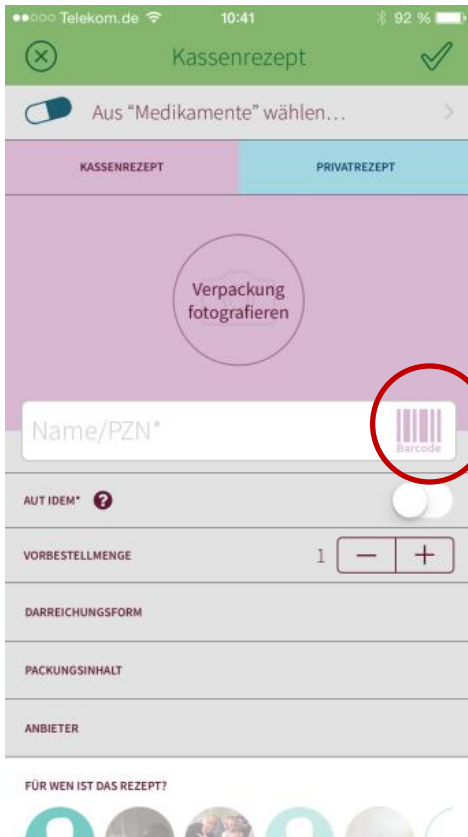 Telekom.de 10:41 92 %
Kassenrezept
Aus “Medikamente” wählen...
KASSENREZEPT PRIVATREZEPT
Verpackung
fotografieren
Name/PZN*
Barcode
AUT IDEM* ?
VORBESTELLMENGE 1 − +
DARREICHUNGSFORM
PACKUNGSINHALT
ANBIETER
FÜR WEN IST DAS REZEPT?